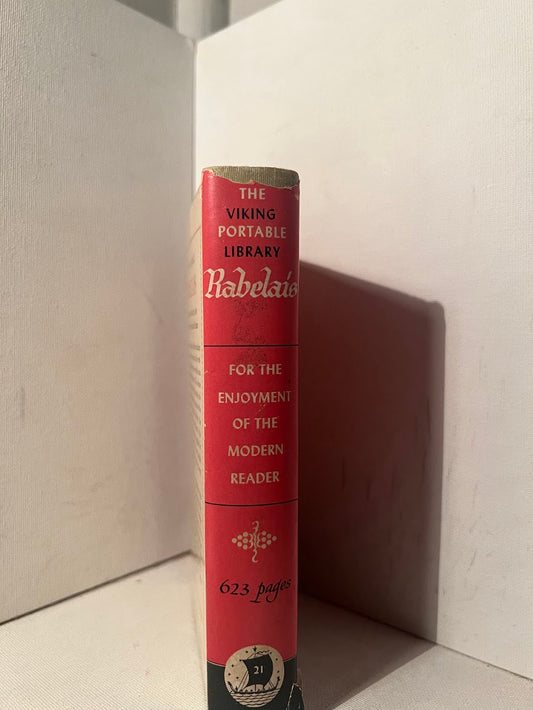 THE
VIKING
PORTABLE
LIBRARY
Rabelais
FOR THE
ENJOYMENT
OF THE
MODERN
READER
623 pages
21